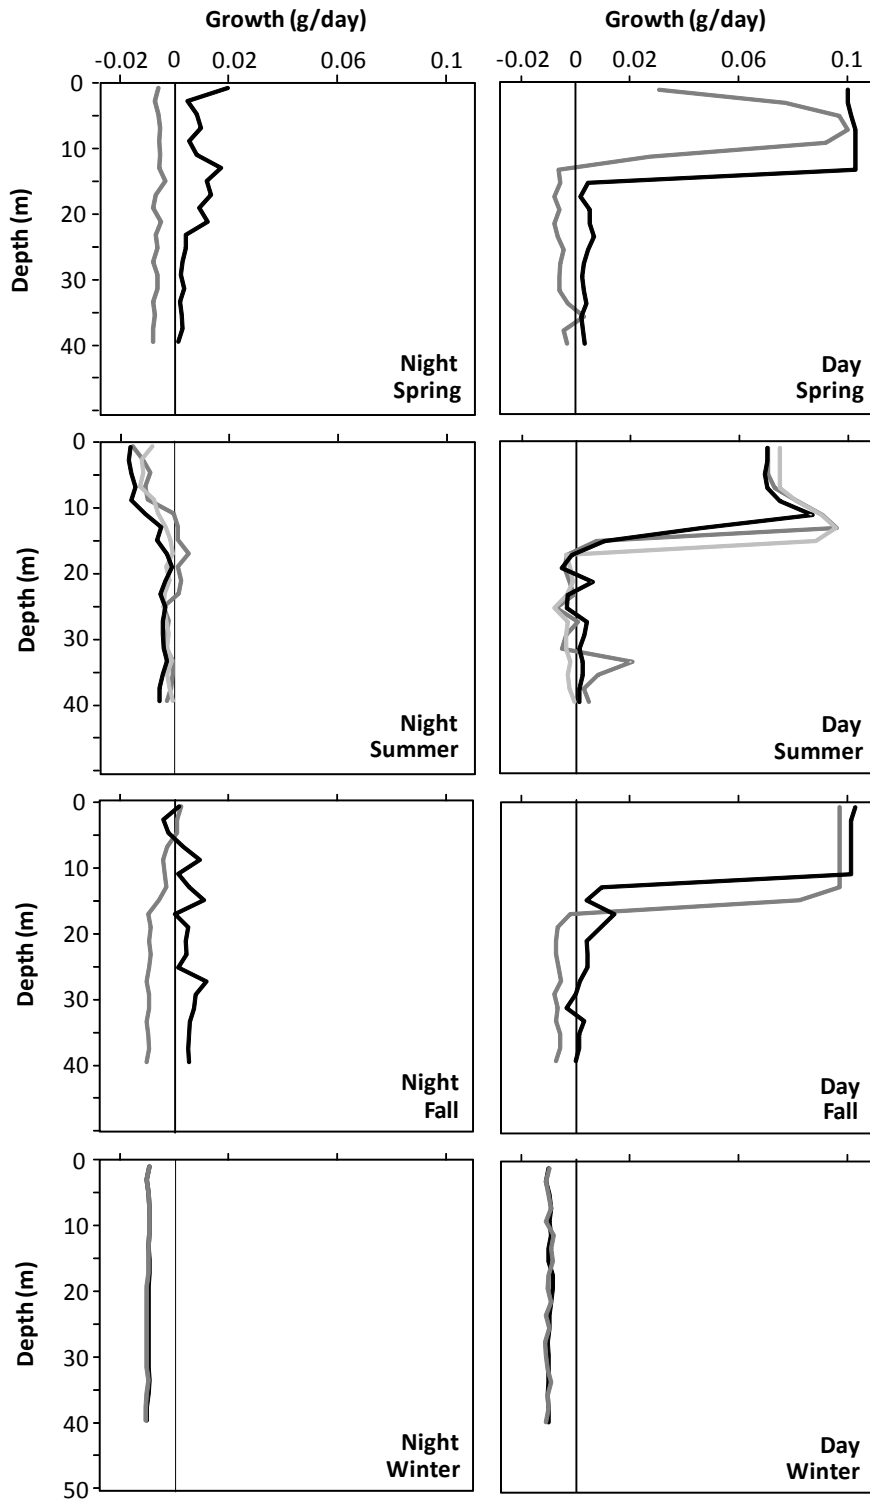 Growth (g/day)
Growth (g/day)
-0.02 0 0.02 0.06 0.1
-0.02 0 0.02 0.06 0.1
0
10
20
30
40
Depth (m)
Night
Spring
Day
Spring
0
10
20
30
40
Depth (m)
Night
Summer
Day
Summer
0
10
20
30
40
Depth (m)
Night
Fall
Day
Fall
0
10
20
30
40
50
Depth (m)
Night
Winter
Day
Winter